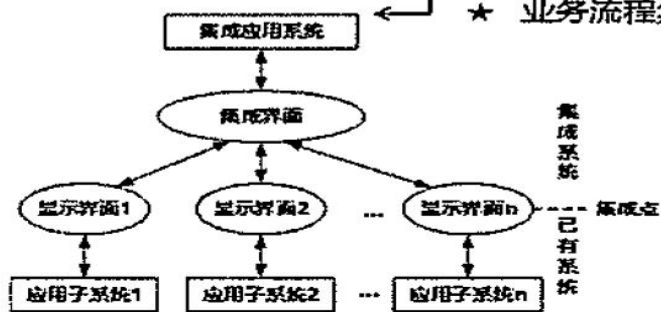 ★ 业务流程
集成应用系统
集成界面
集成系统
显示界面1 显示界面2 ... 显示界面n 集成点
已有系统
应用子系统1 应用子系统2 ... 应用子系统n